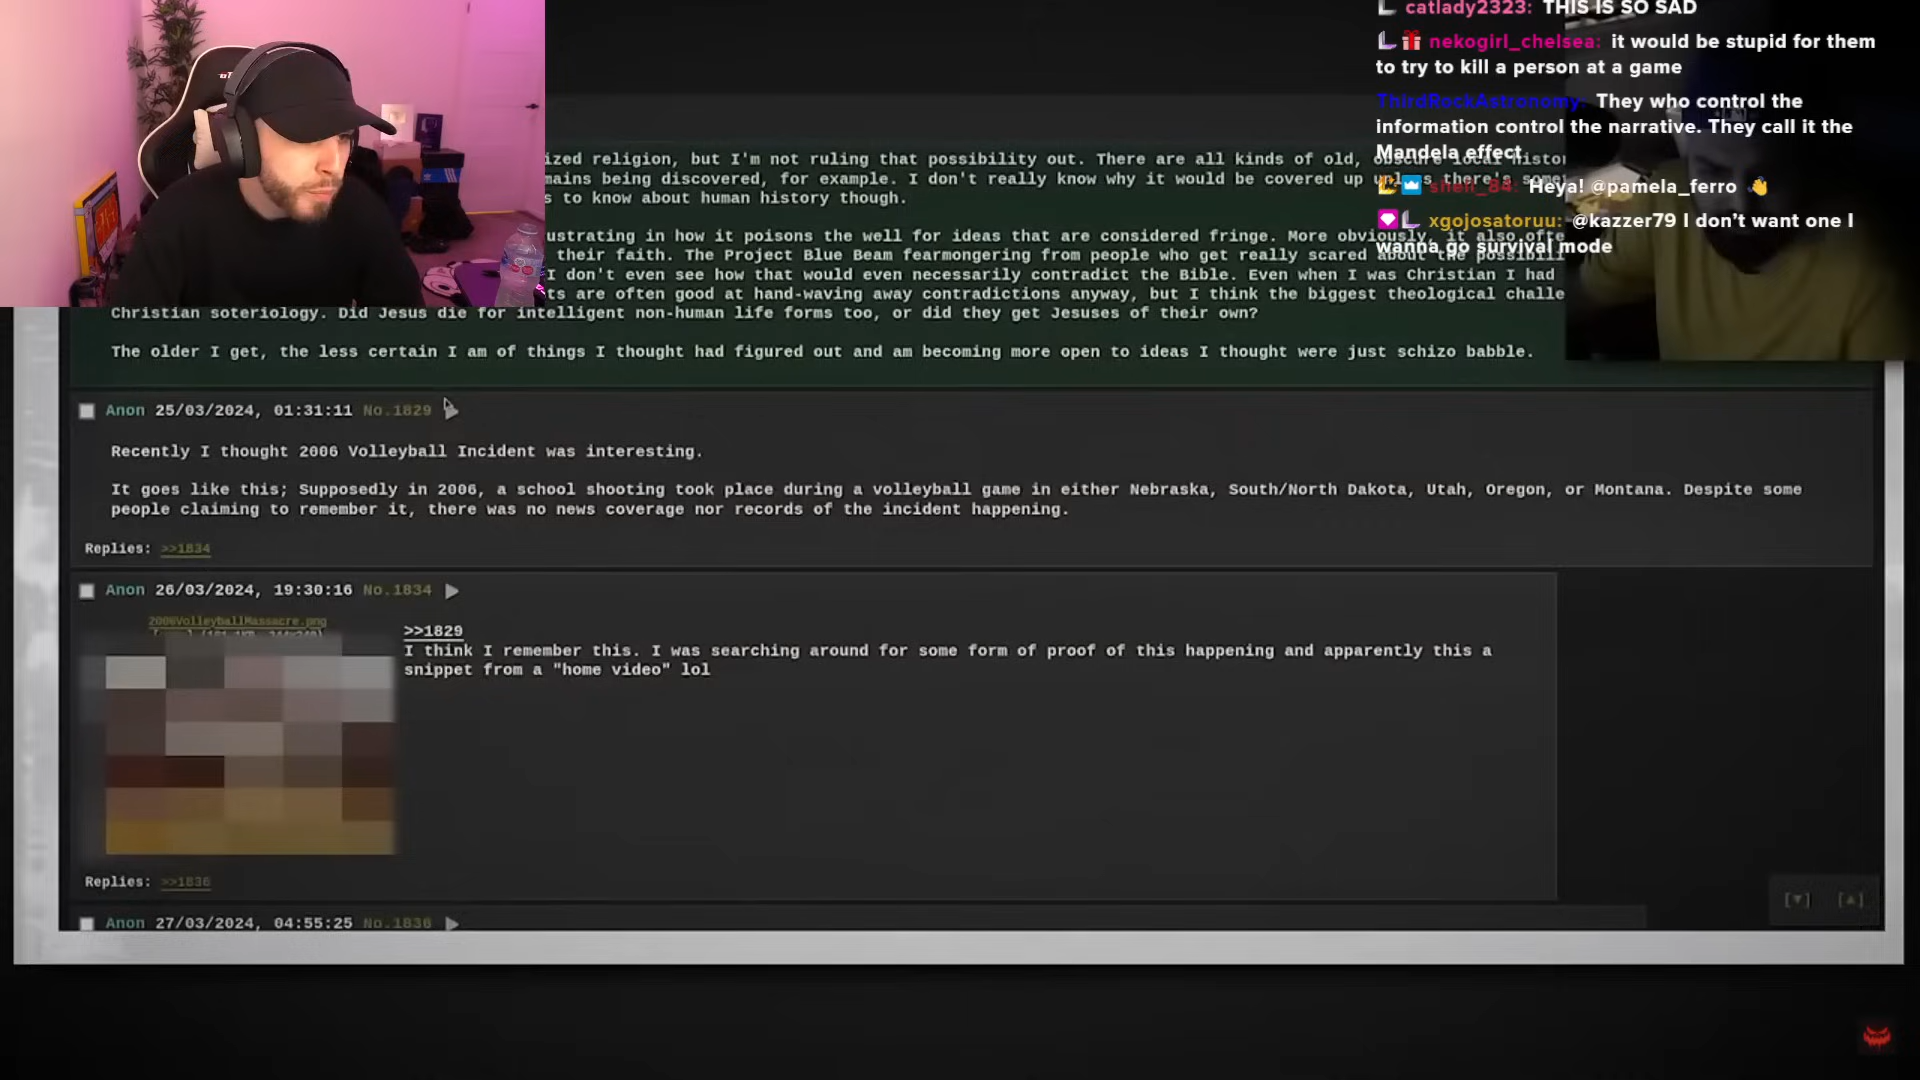 catlady2323: THIS IS SO SAD
nekogirl_chelsea: it would be stupid for them
to try to kill a person at a game
ThirdRockAstronomy: They who control the
information control the narrative. They call it the
Mandela effect
Heya! @pamela_ferro 👋
xgojosatoruu: @kazzer79 I don't want one I
wanna go survival mode
ized religion, but I'm not ruling that possibility out. There are all kinds of old, obscure local histor
mains being discovered, for example. I don't really know why it would be covered up unless there's some
s to know about human history though.
ustrating in how it poisons the well for ideas that are considered fringe. More obviously, it also ofte
their faith. The Project Blue Beam fearmongering from people who get really scared about the possibili
I don't even see how that would even necessarily contradict the Bible. Even when I was Christian I had
ts are often good at hand-waving away contradictions anyway, but I think the biggest theological challe
Christian soteriology. Did Jesus die for intelligent non-human life forms too, or did they get Jesuses of their own?
The older I get, the less certain I am of things I thought had figured out and am becoming more open to ideas I thought were just schizo babble.
Anon 25/03/2024, 01:31:11 No.1829
Recently I thought 2006 Volleyball Incident was interesting.
It goes like this; Supposedly in 2006, a school shooting took place during a volleyball game in either Nebraska, South/North Dakota, Utah, Oregon, or Montana. Despite some
people claiming to remember it, there was no news coverage nor records of the incident happening.
Replies: >>1834
Anon 26/03/2024, 19:30:16 No.1834
2006VolleyballMassacre.png
>>1829
I think I remember this. I was searching around for some form of proof of this happening and apparently this a
snippet from a "home video" lol
Replies: >>1836
Anon 27/03/2024, 04:55:25 No.1836
[▼] [▲]